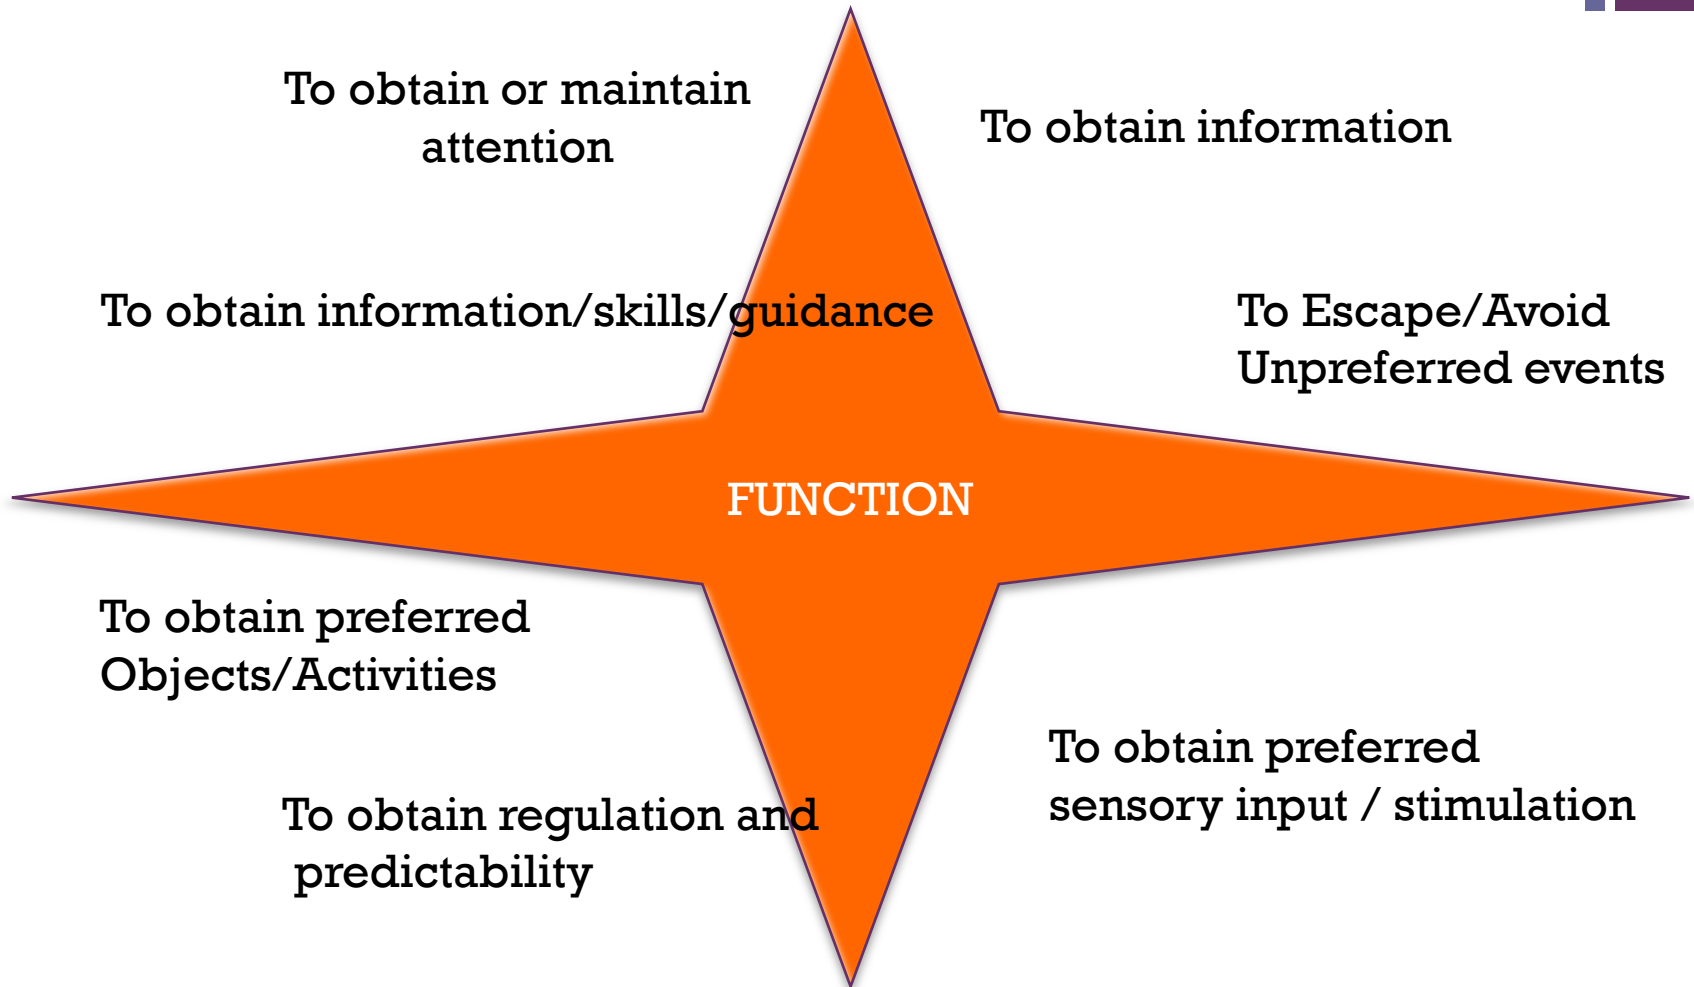 To obtain or maintain
attention
To obtain information
To obtain information/skills/guidance
To Escape/Avoid
Unpreferred events
FUNCTION
To obtain preferred
Objects/Activities
To obtain preferred
sensory input / stimulation
To obtain regulation and
predictability